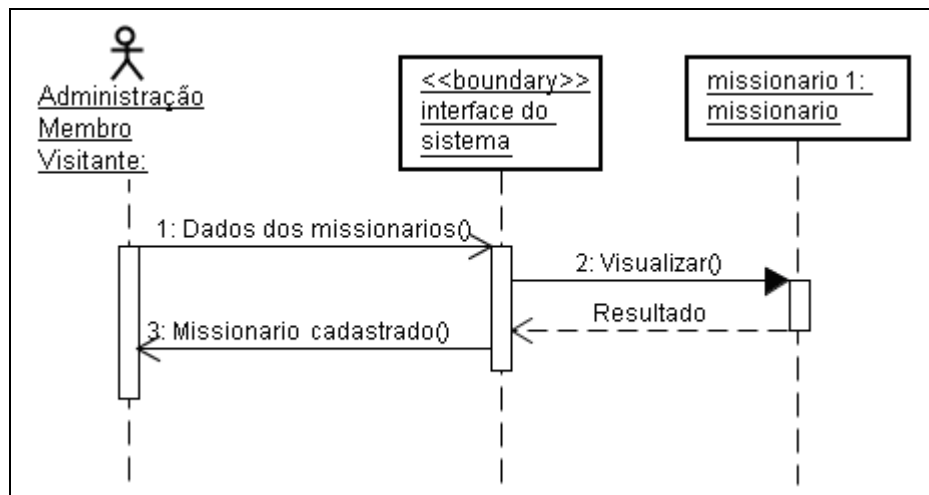 Administração
Membro
Visitante:
<<boundary>>
interface do
sistema
missionario 1:
missionario
1: Dados dos missionarios()
2: Visualizar()
Resultado
3: Missionario cadastrado()